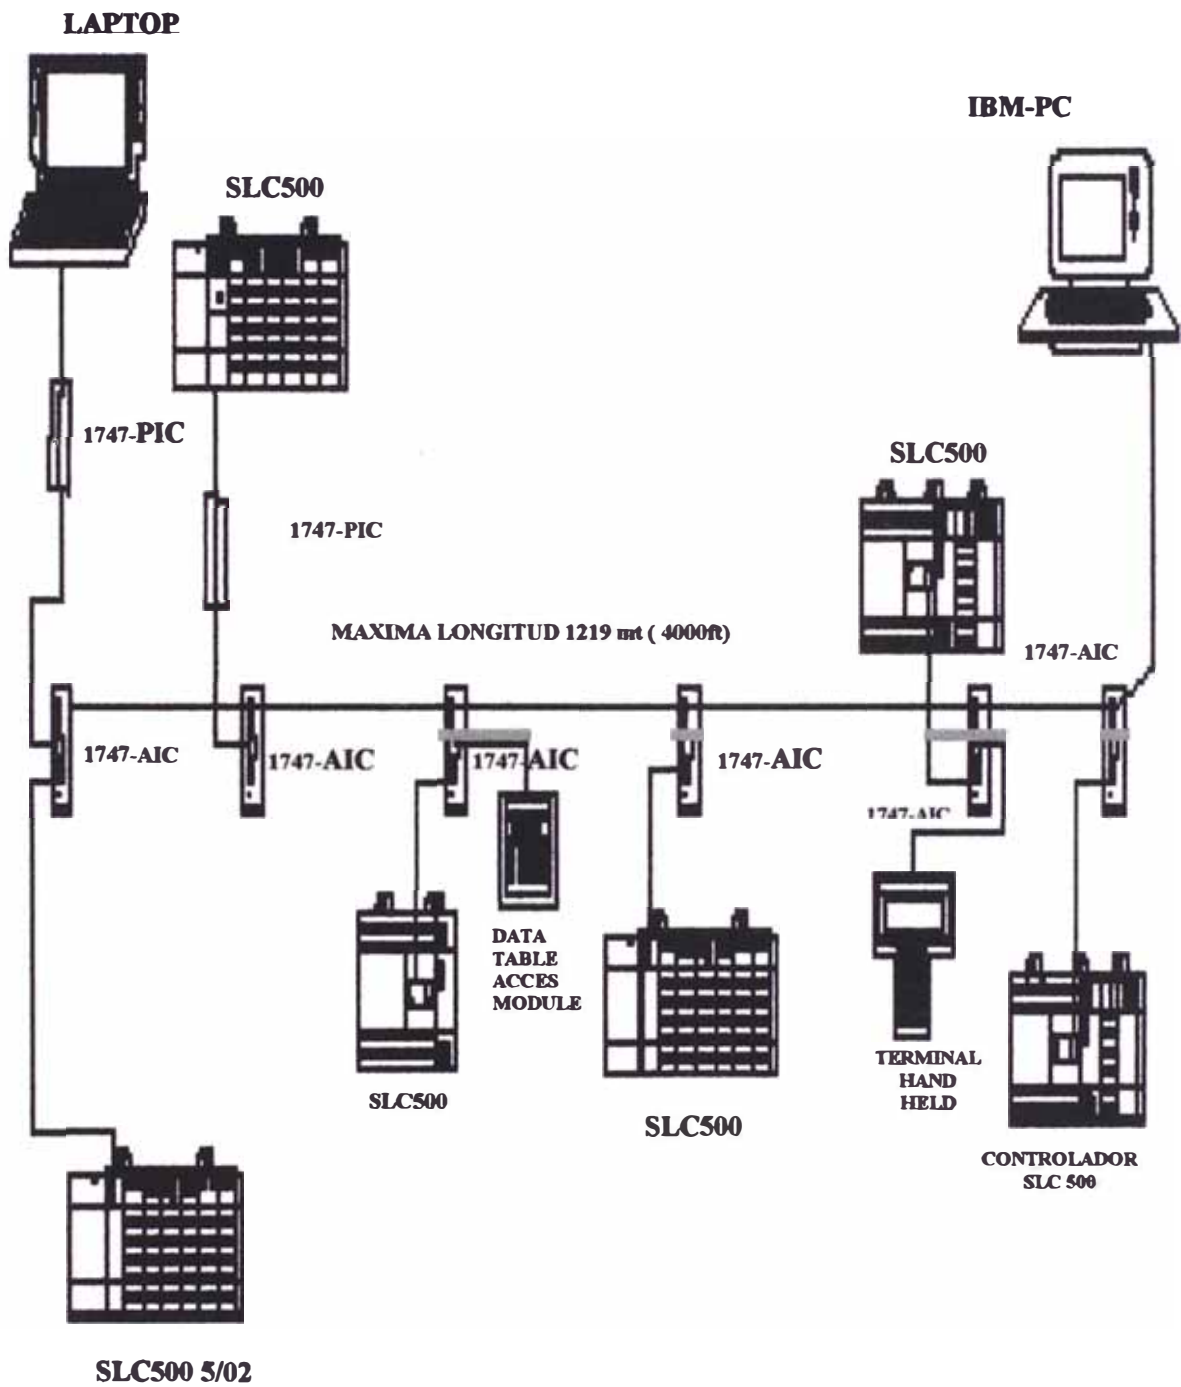 LAPTOP
IBM-PC
SLC500
1747-PIC
SLC500
1747-PIC
MAXIMA LONGITUD 1219 mt ( 4000ft)
1747-AIC
1747-AIC
1747-AIC
1747-AIC
1747-AIC
1747-AIC
DATA
TABLE
ACCES
MODULE
TERMINAL
HAND
HELD
SLC500
SLC500
CONTROLADOR
SLC 500
SLC500 5/02